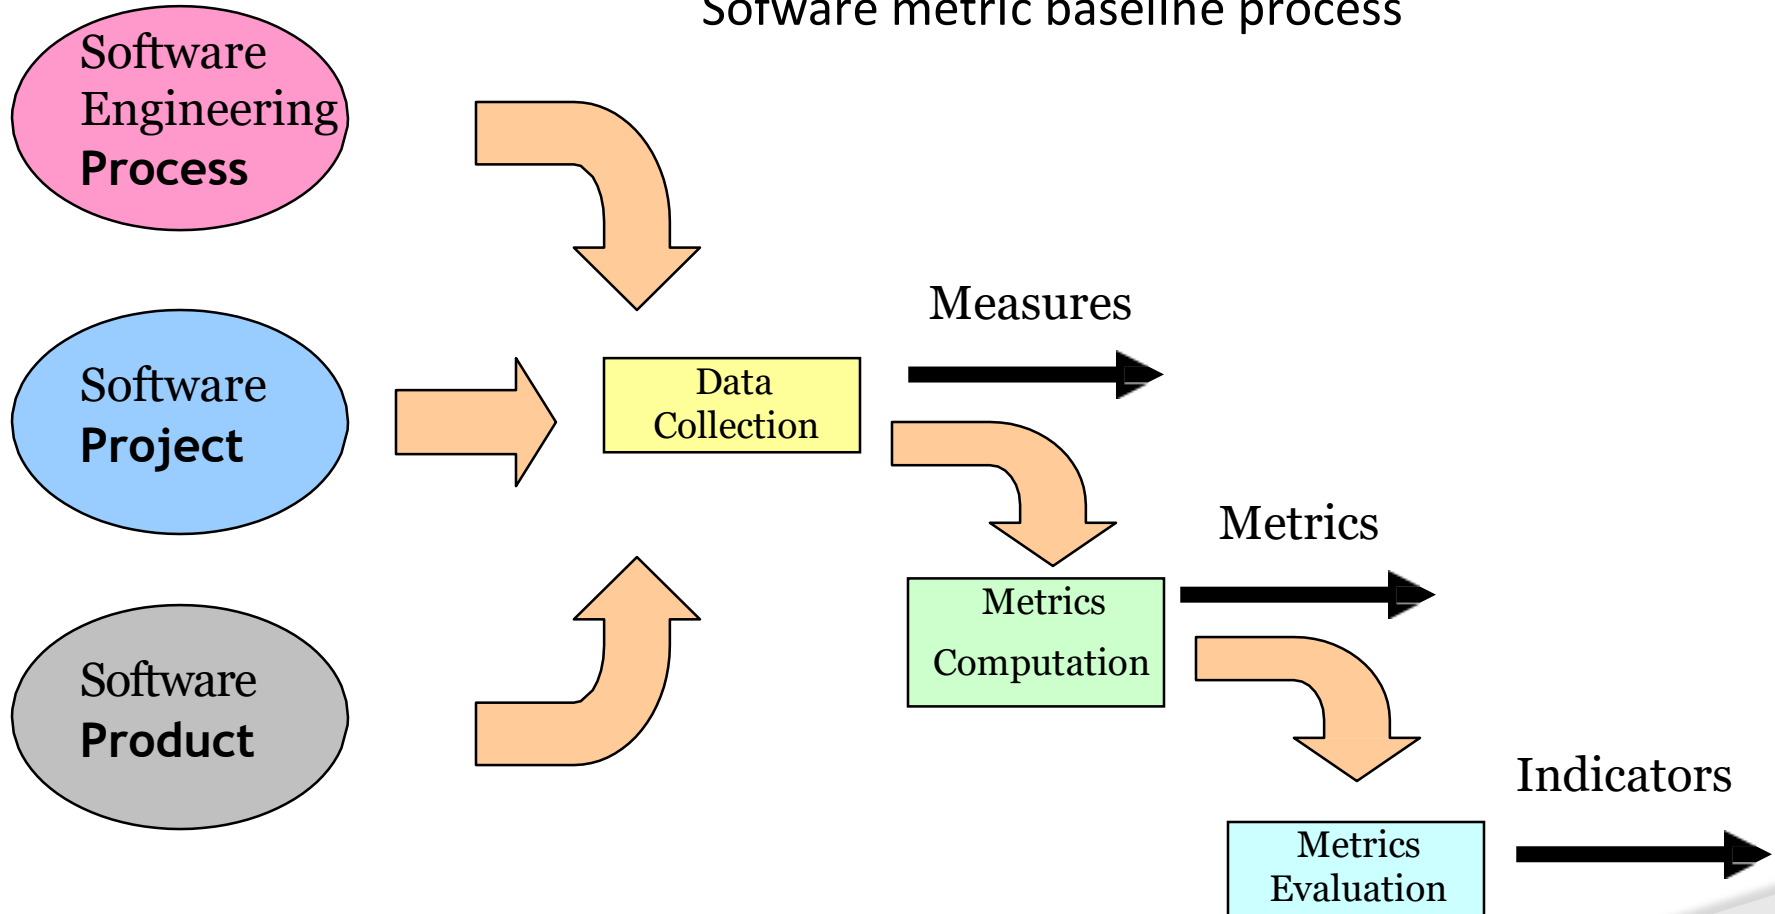 Sofware metric baseline process
Software
Engineering
Process
Software
Project
Software
Product
Data
Collection
Measures
Metrics
Computation
Metrics
Metrics
Evaluation
Indicators